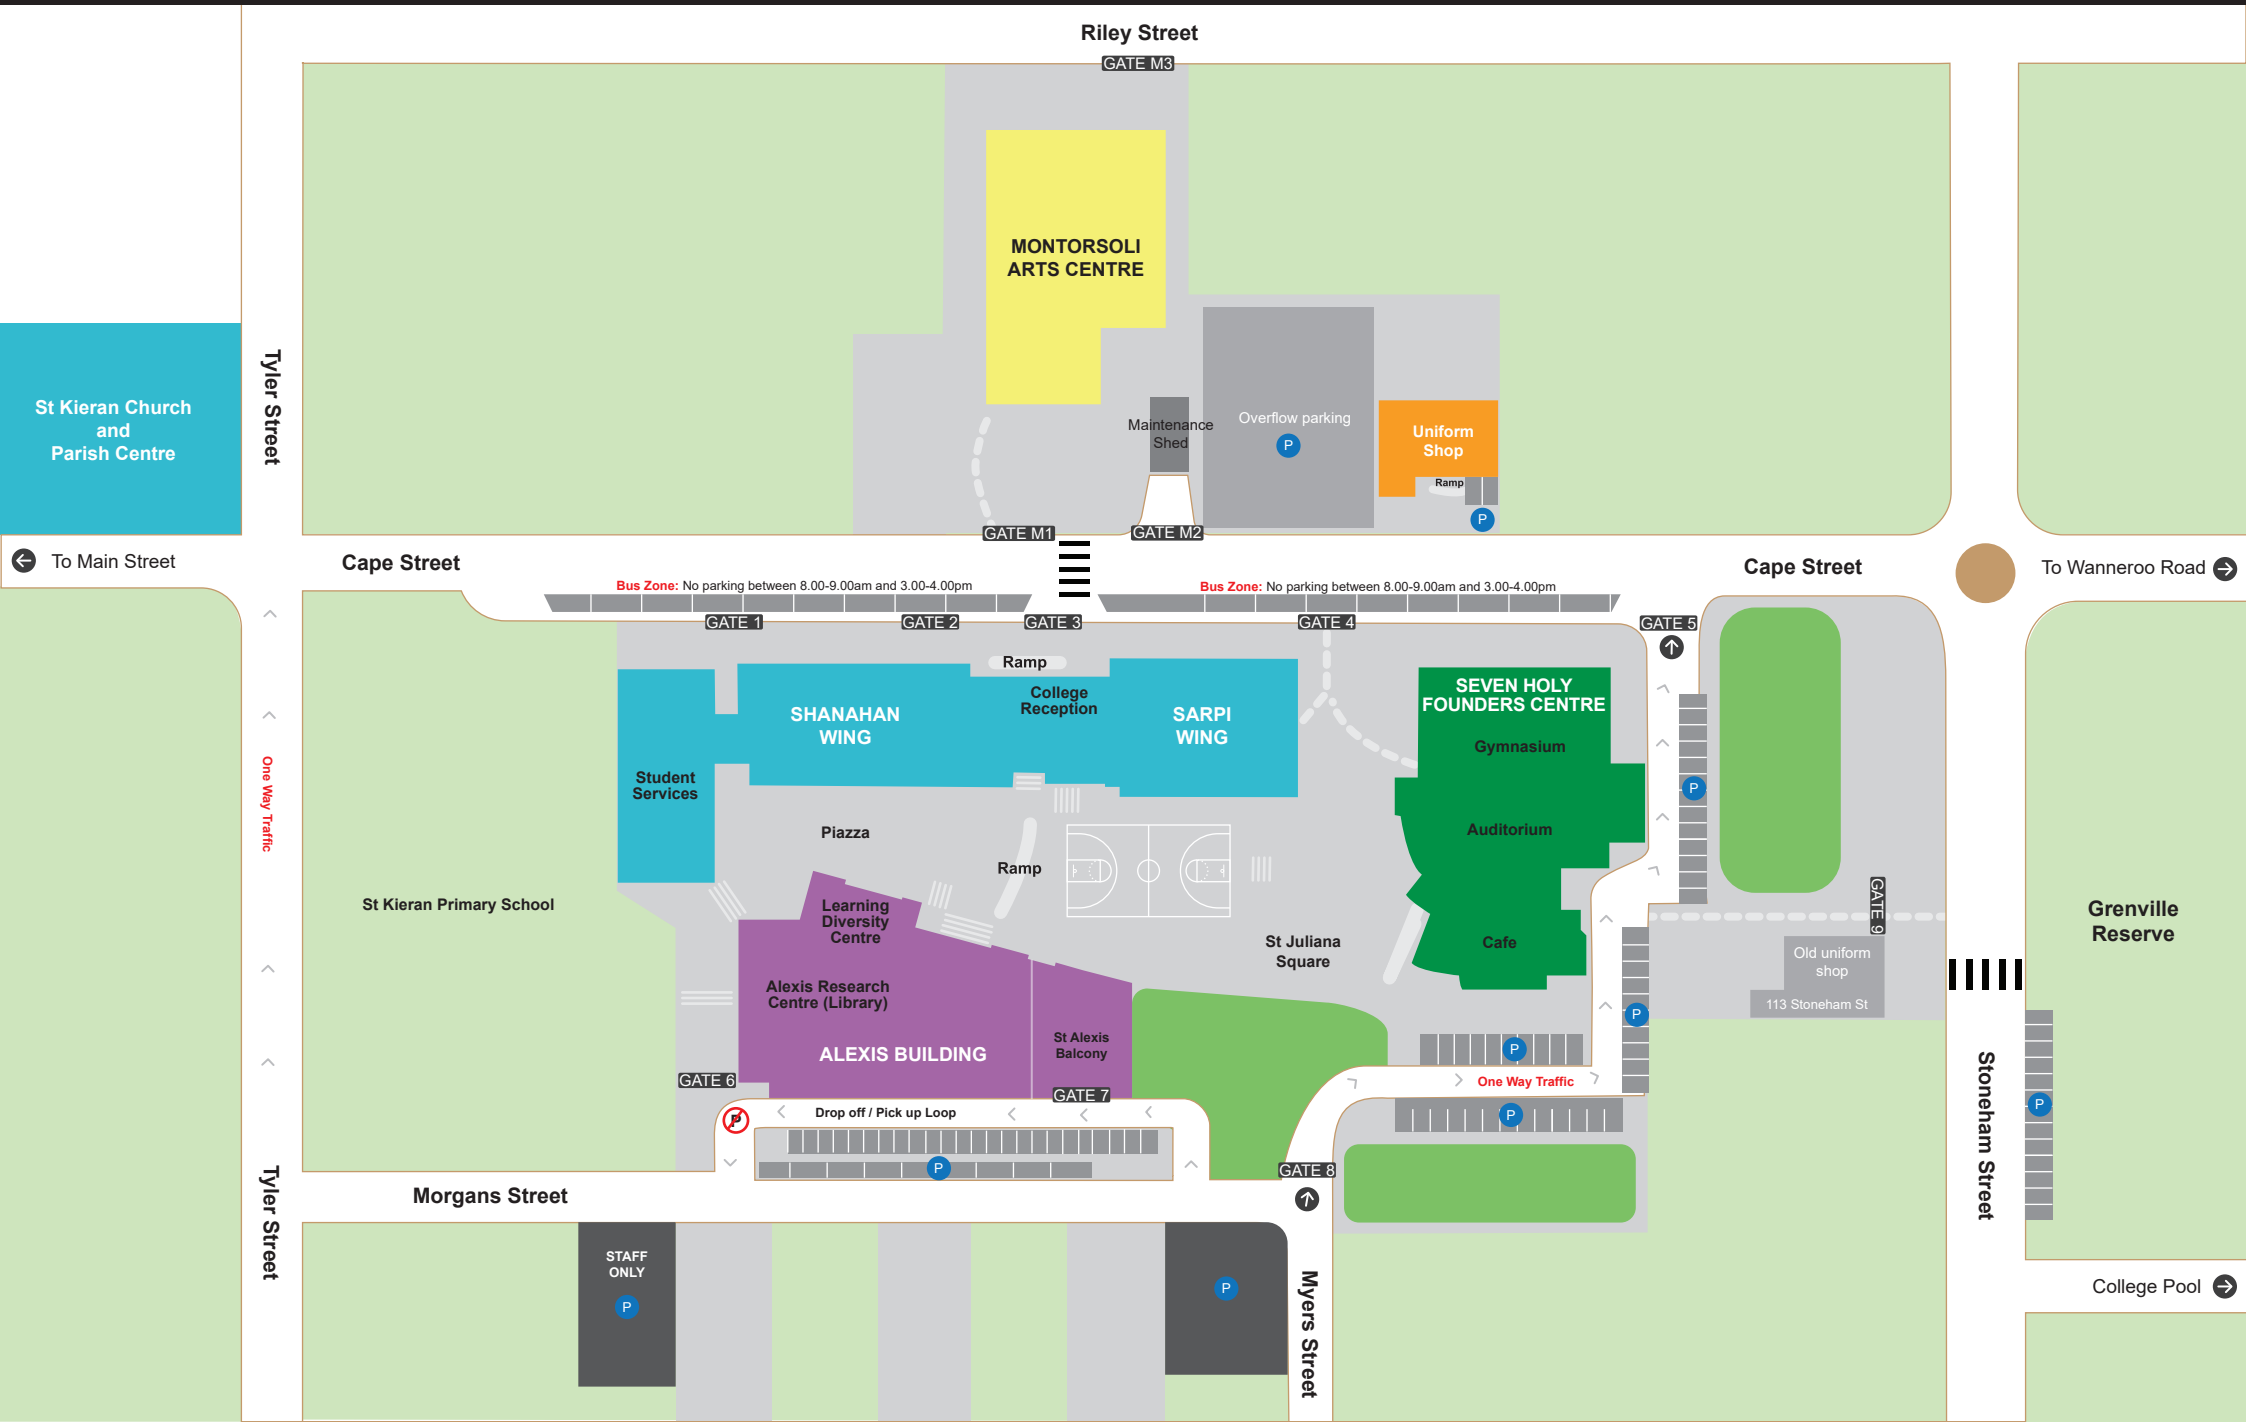 Riley Street
GATE M3
MONTORSOLI
ARTS CENTRE
Tyler Street
St Kieran Church
and
Parish Centre
Maintenance
Shed
Overflow parking
P
Uniform
Shop
Ramp
P
GATE M1
GATE M2
To Main Street
Cape Street
Cape Street
To Wanneroo Road
Bus Zone: No parking between 8.00-9.00am and 3.00-4.00pm
Bus Zone: No parking between 8.00-9.00am and 3.00-4.00pm
GATE 1
GATE 2
GATE 3
GATE 4
GATE 5
Ramp
College
Reception
SHANAHAN
WING
SARPI
WING
SEVEN HOLY
FOUNDERS CENTRE
Gymnasium
Student
Services
P
One Way Traffic
Piazza
Auditorium
Ramp
St Kieran Primary School
Learning
Diversity
Centre
GATE 9
Grenville
Reserve
St Juliana
Square
Cafe
Old uniform
shop
113 Stoneham St
Alexis Research
Centre (Library)
P
ALEXIS BUILDING
St Alexis
Balcony
P
GATE 6
GATE 7
One Way Traffic
P
Drop off / Pick up Loop
P
P
Stoneham Street
P
GATE 8
Tyler Street
Morgans Street
STAFF
ONLY
P
P
Myers Street
College Pool